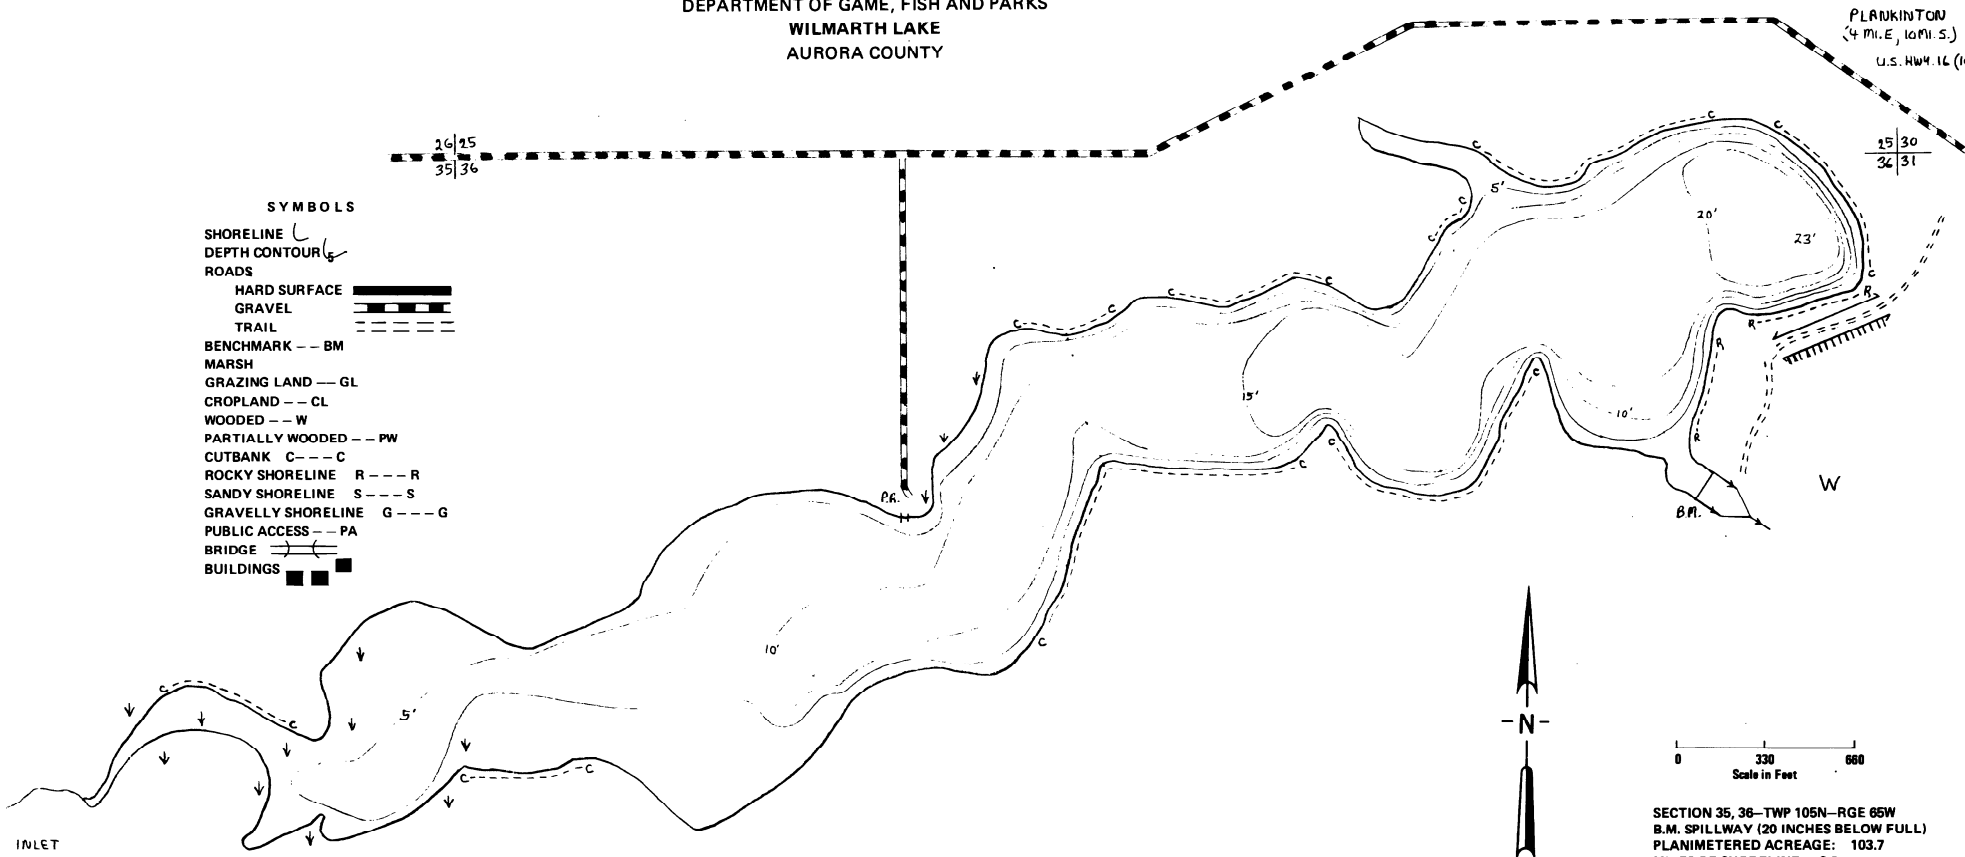 DEPARTMENT OF GAME, FISH AND PARKS
WILMARTH LAKE
AURORA COUNTY
PLANKINTON
(4 MI.E, 10MI.S.)
U.S. HWY. 16
26 25
35 36
25 30
36 31
SYMBOLS
SHORELINE
DEPTH CONTOUR 5
ROADS
HARD SURFACE
GRAVEL
TRAIL
BENCHMARK -- BM
MARSH
GRAZING LAND -- GL
CROPLAND -- CL
WOODED -- W
PARTIALLY WOODED -- PW
CUTBANK C---C
ROCKY SHORELINE R---R
SANDY SHORELINE S---S
GRAVELLY SHORELINE G---G
PUBLIC ACCESS -- PA
BRIDGE
BUILDINGS
C
C
C
5'
C
C
20'
23'
C
C
C
C
C
C
R
R
R
15'
C
10'
C
C
R
P.A.
W
B.M.
C
10'
C
C
5'
C
C
-N-
0 330 660
Scale in Feet
INLET
SECTION 35, 36—TWP 105N—RGE 65W
B.M. SPILLWAY (20 INCHES BELOW FULL)
PLANIMETERED ACREAGE: 103.7